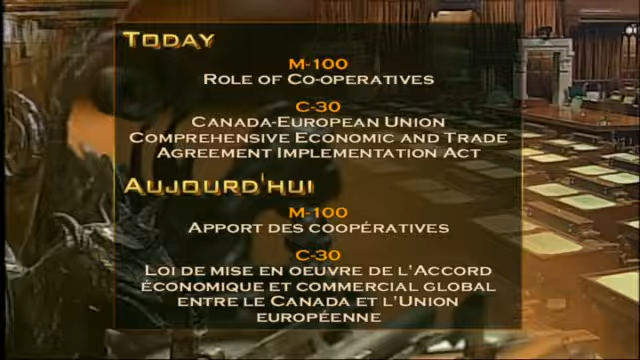 TODAY
M-100
ROLE OF CO-OPERATIVES
C-30
CANADA-EUROPEAN UNION
COMPREHENSIVE ECONOMIC AND TRADE
AGREEMENT IMPLEMENTATION ACT
AUJOURD'HUI
M-100
APPORT DES COOPÉRATIVES
C-30
LOI DE MISE EN OEUVRE DE L'ACCORD
ÉCONOMIQUE ET COMMERCIAL GLOBAL
ENTRE LE CANADA ET L'UNION
EUROPÉENNE